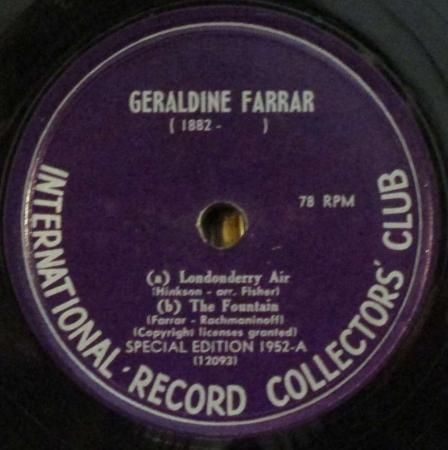 GERALDINE FARRAR
( 1882 - )
78 RPM
(a) Londonderry Air
(Hinkson - arr. Fisher)
(b) The Fountain
(Farrar - Rachmaninoff)
(Copyright licenses granted)
SPECIAL EDITION 1952-A
(12093)
INTERNATIONAL · RECORD COLLECTORS' CLUB